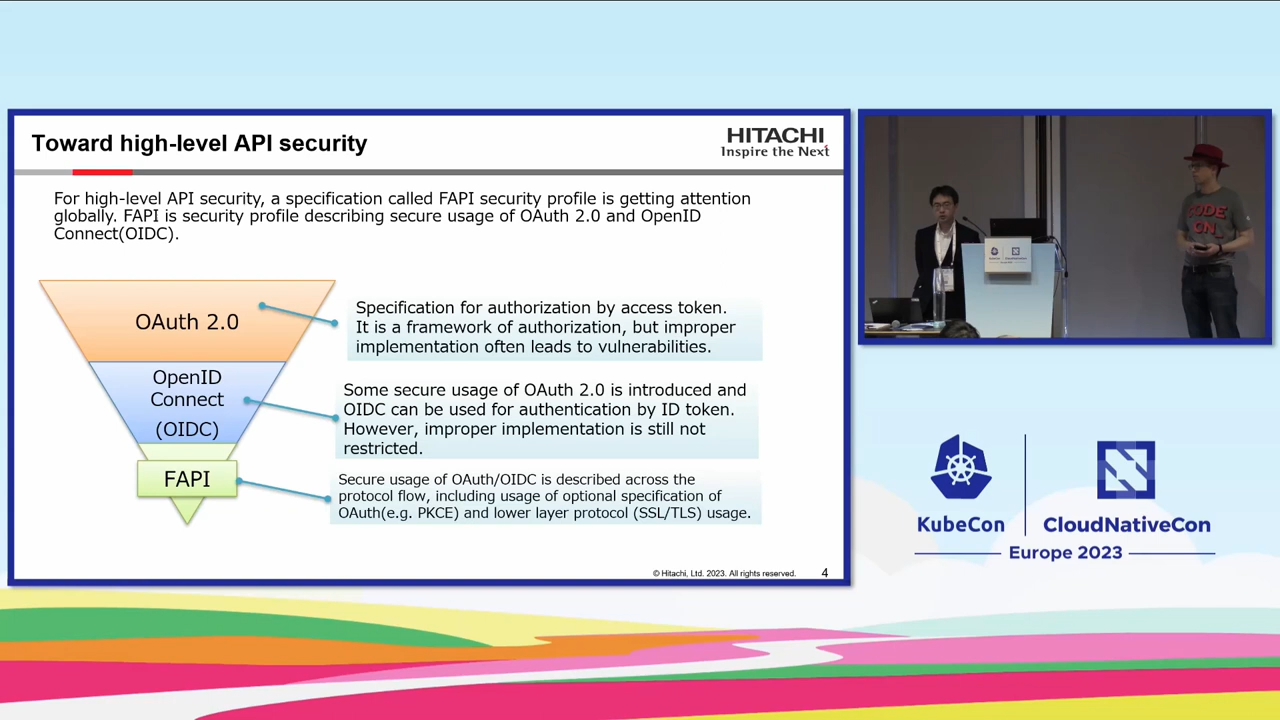 Toward high-level API security
HITACHI
Inspire the Next
For high-level API security, a specification called FAPI security profile is getting attention
globally. FAPI is security profile describing secure usage of OAuth 2.0 and OpenID
Connect(OIDC).
OAuth 2.0
Specification for authorization by access token.
It is a framework of authorization, but improper
implementation often leads to vulnerabilities.
OpenID
Connect
(OIDC)
Some secure usage of OAuth 2.0 is introduced and
OIDC can be used for authentication by ID token.
However, improper implementation is still not
restricted.
FAPI
Secure usage of OAuth/OIDC is described across the
protocol flow, including usage of optional specification of
OAuth(e.g. PKCE) and lower layer protocol (SSL/TLS) usage.
© Hitachi, Ltd. 2023. All rights reserved.
4
CODE
ON_
KubeCon
CloudNativeCon
Europe 2023